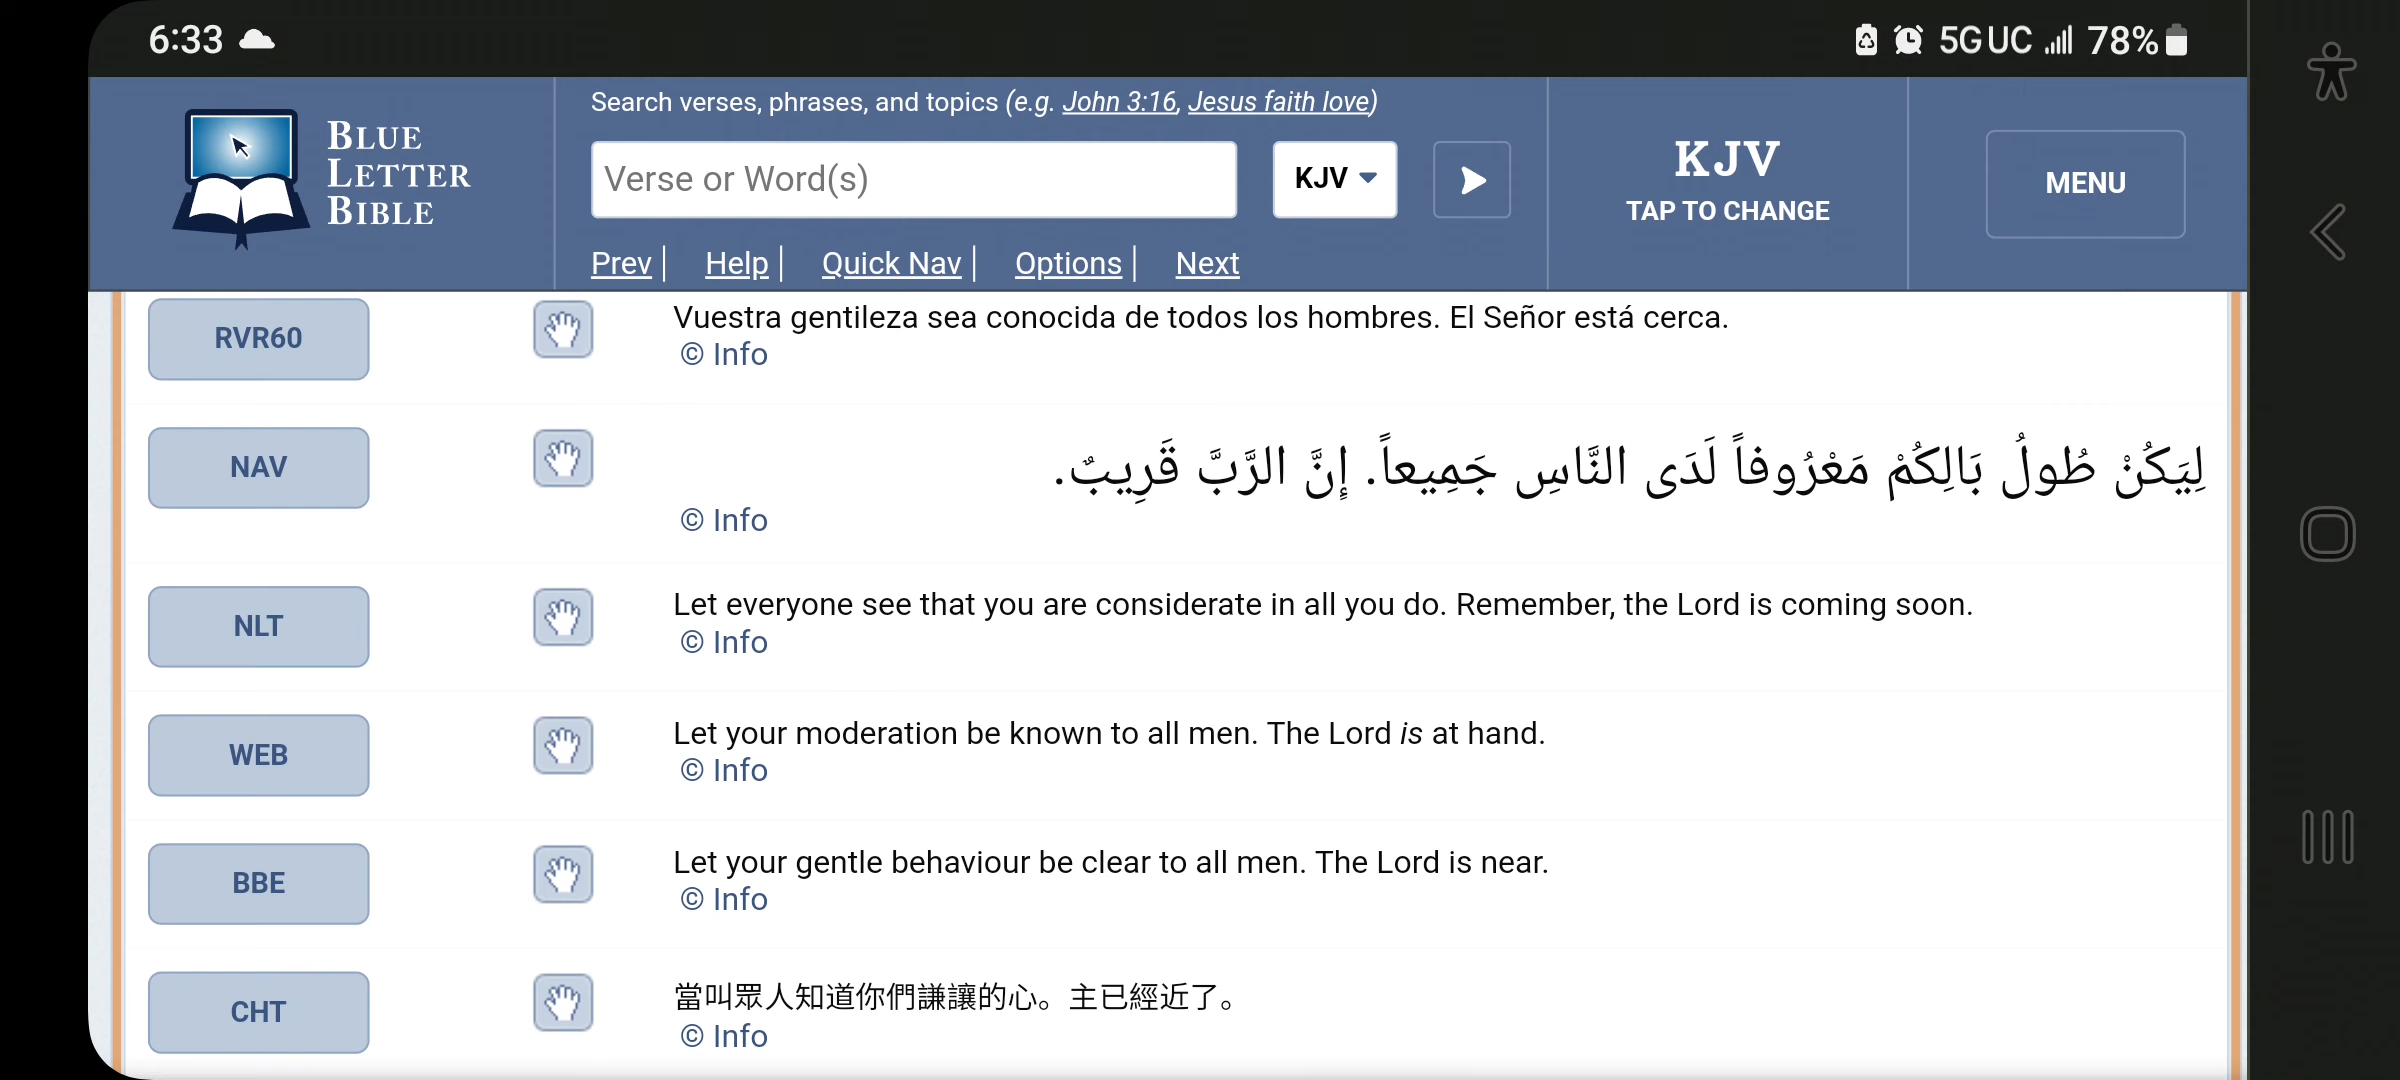 6:33
5G UC 78%
BLUE
LETTER
BIBLE
Search verses, phrases, and topics (e.g. John 3:16, Jesus faith love)
Verse or Word(s)
KJV
KJV
TAP TO CHANGE
MENU
Prev | Help | Quick Nav | Options | Next
RVR60
Vuestra gentileza sea conocida de todos los hombres. El Señor está cerca.
© Info
NAV
لِيَكُنْ طُولُ بَالِكُمْ مَعْرُوفاً لَدَى النَّاسِ جَمِيعاً. إِنَّ الرَّبَّ قَرِيبٌ.
© Info
NLT
Let everyone see that you are considerate in all you do. Remember, the Lord is coming soon.
© Info
WEB
Let your moderation be known to all men. The Lord is at hand.
© Info
BBE
Let your gentle behaviour be clear to all men. The Lord is near.
© Info
CHT
當叫眾人知道你們謙讓的心。主已經近了。
© Info